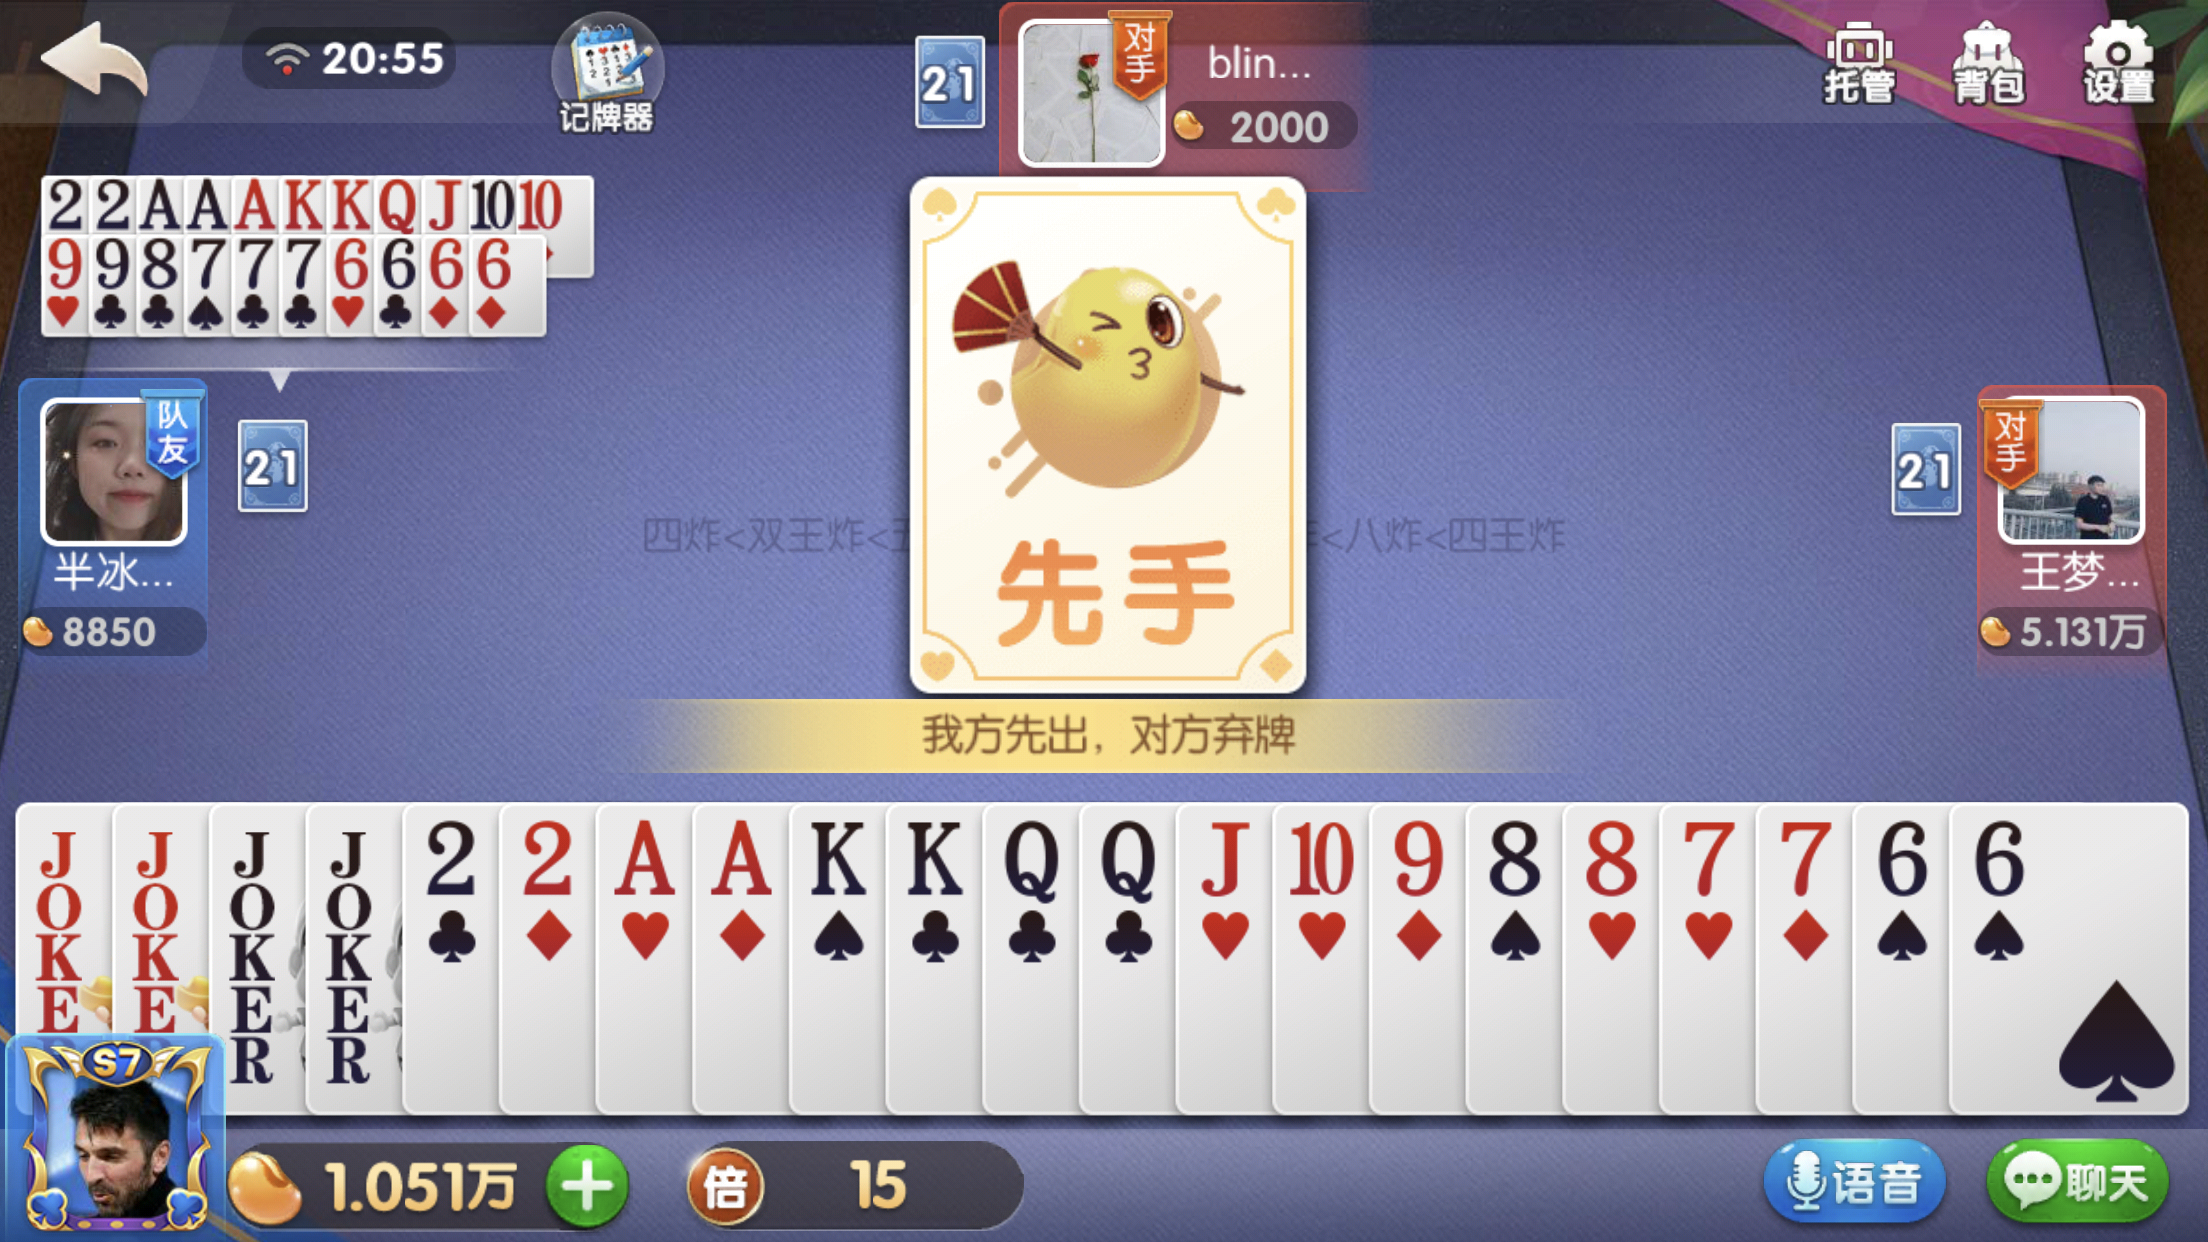 20:55
记牌器
21
对手
blin...
2000
托管
背包
设置
2 2 A A A K K Q J 10 10
9 9 8 7 7 7 6 6 6 6
队友
21
半冰...
8850
21
对手
王梦...
5.131万
四炸<双王炸<五
<八炸<四王炸
先手
我方先出，对方弃牌
JOKER JOKER JOKER JOKER 2 2 A A K K Q Q J 10 9 8 8 7 7 6 6
S7
1.051万
倍
15
语音
聊天